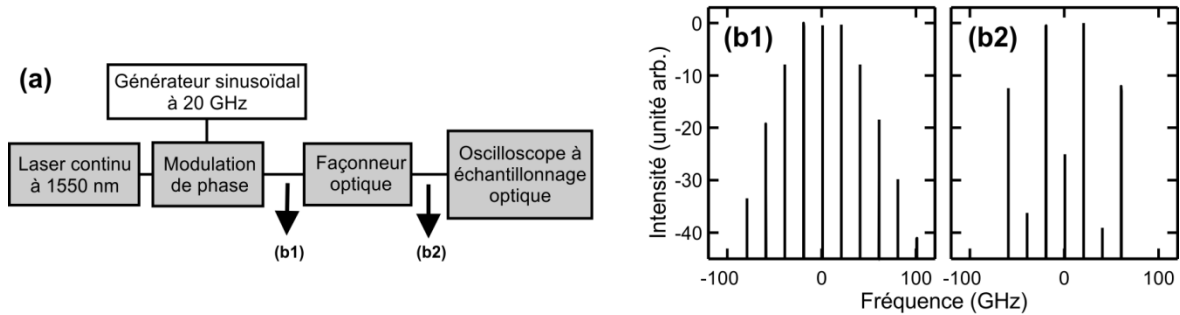 (a)
Générateur sinusoïdal
à 20 GHz
Laser continu
à 1550 nm
Modulation
de phase
Façonneur
optique
Oscilloscope à
échantillonnage
optique
(b1)
(b2)
Intensité (unité arb.)
0
-10
-20
-30
-40
(b1)
(b2)
-100
0
100
-100
0
100
Fréquence (GHz)